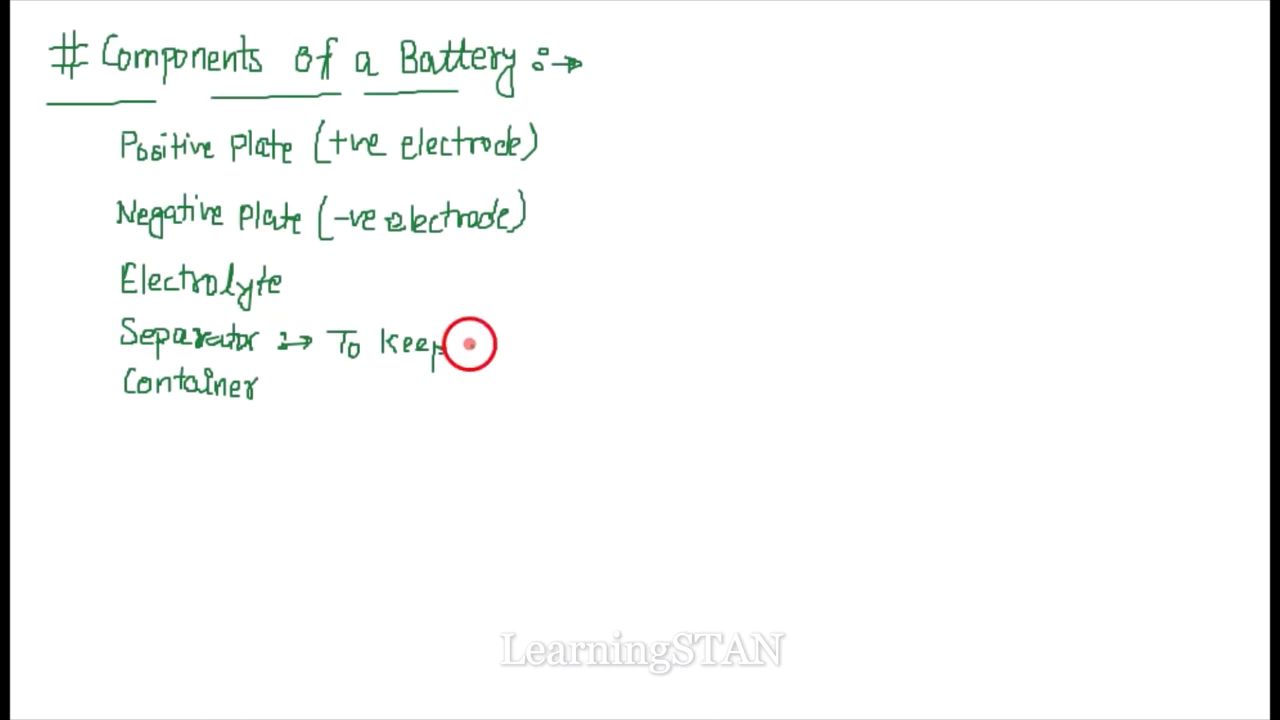 # Components of a Battery :→
Positive Plate (+ve electrode)
Negative Plate (-ve electrode)
Electrolyte
Separator :→ To Keep
Container
LearningSTAN